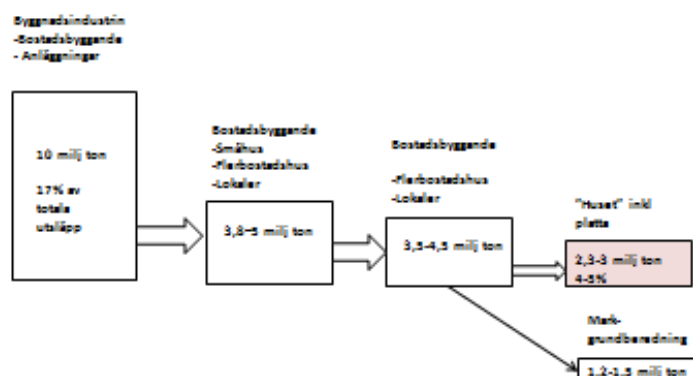 Byggnadsindustrin
-Bostadsbyggande
- Anläggningar
10 milj ton
17% av
totala
utsläpp
Bostadsbyggande
-Småhus
-Flerbostadshus
-Lokaler
3,8-5 milj ton
Bostadsbyggande
-Flerbostadshus
-Lokaler
3,5-4,5 milj ton
"Huset" inkl
platta
2,3-3 milj ton
4-5%
Mark-
grundberedning
1,2-1,5 milj ton